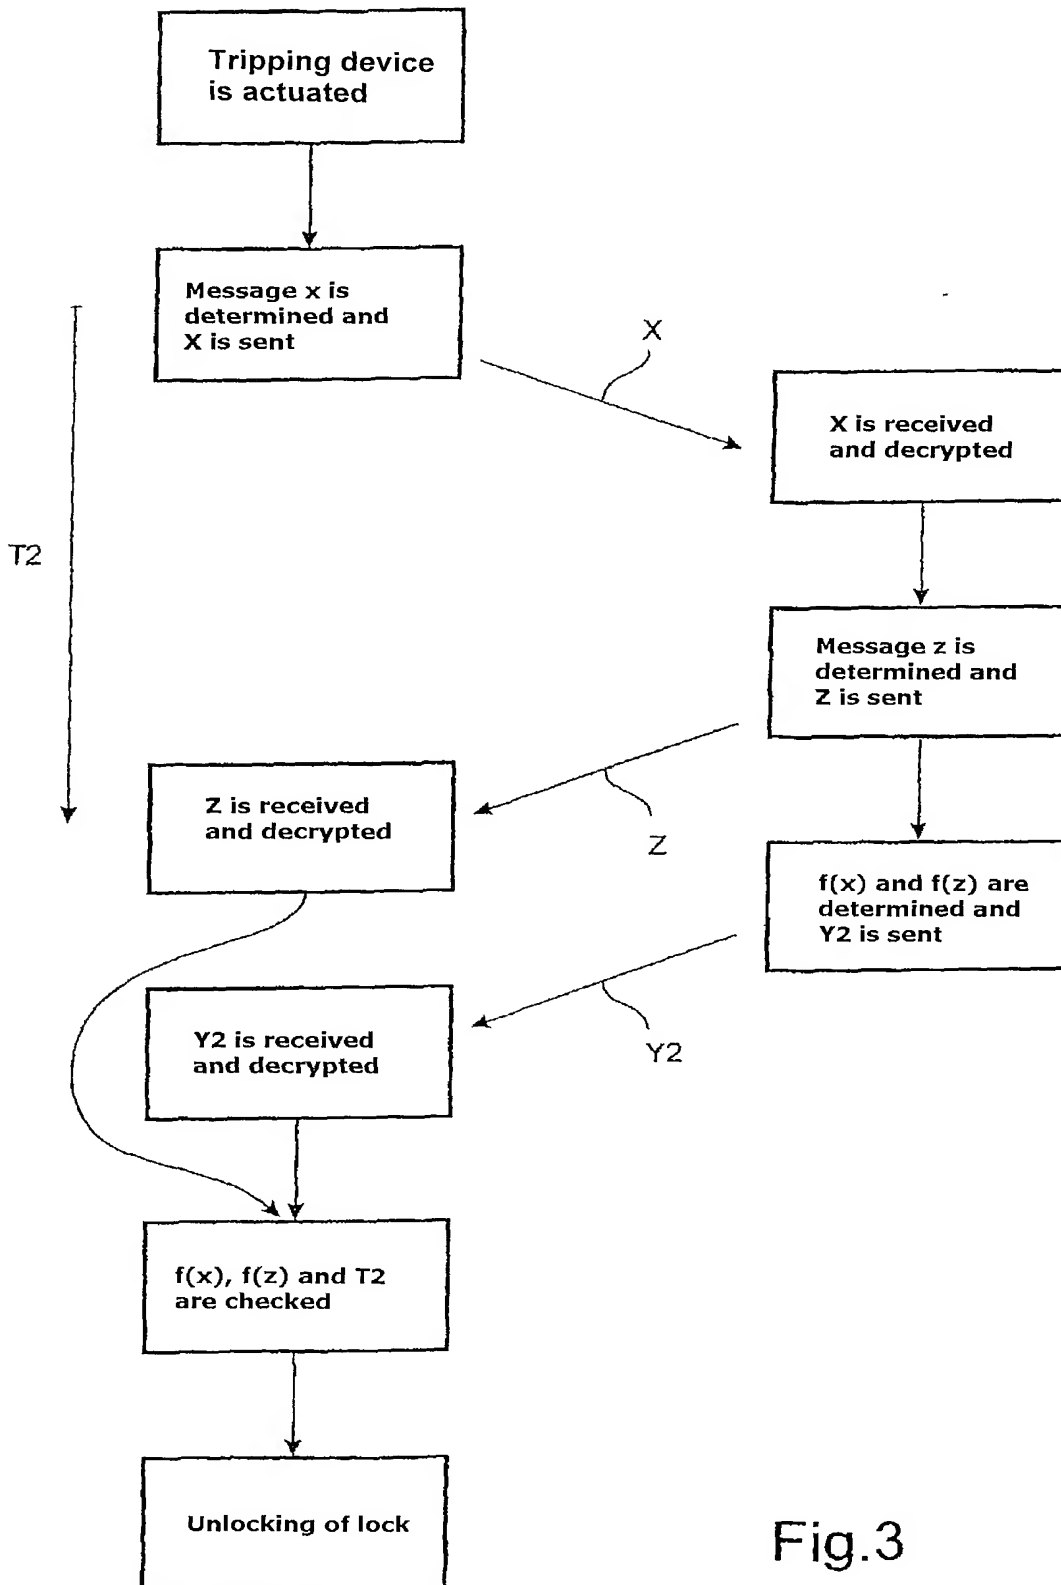 Tripping device
is actuated
Message x is
determined and
X is sent
X
X is received
and decrypted
T2
Message z is
determined and
Z is sent
Z is received
and decrypted
Z
f(x) and f(z) are
determined and
Y2 is sent
Y2 is received
and decrypted
Y2
f(x), f(z) and T2
are checked
Unlocking of lock
Fig.3